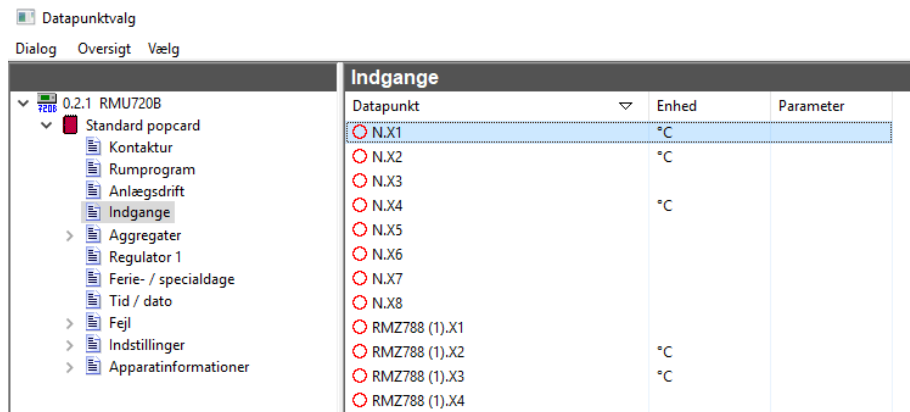 Datapunktvalg
Dialog Oversigt Vælg
Indgange
Datapunkt Enhed Parameter
720B 0.2.1 RMU720B
Standard popcard
Kontaktur
Rumprogram
Anlægsdrift
Indgange
Aggregater
Regulator 1
Ferie- / specialdage
Tid / dato
Fejl
Indstillinger
Apparatinformationer
N.X1 °C
N.X2 °C
N.X3
N.X4 °C
N.X5
N.X6
N.X7
N.X8
RMZ788 (1).X1
RMZ788 (1).X2 °C
RMZ788 (1).X3 °C
RMZ788 (1).X4